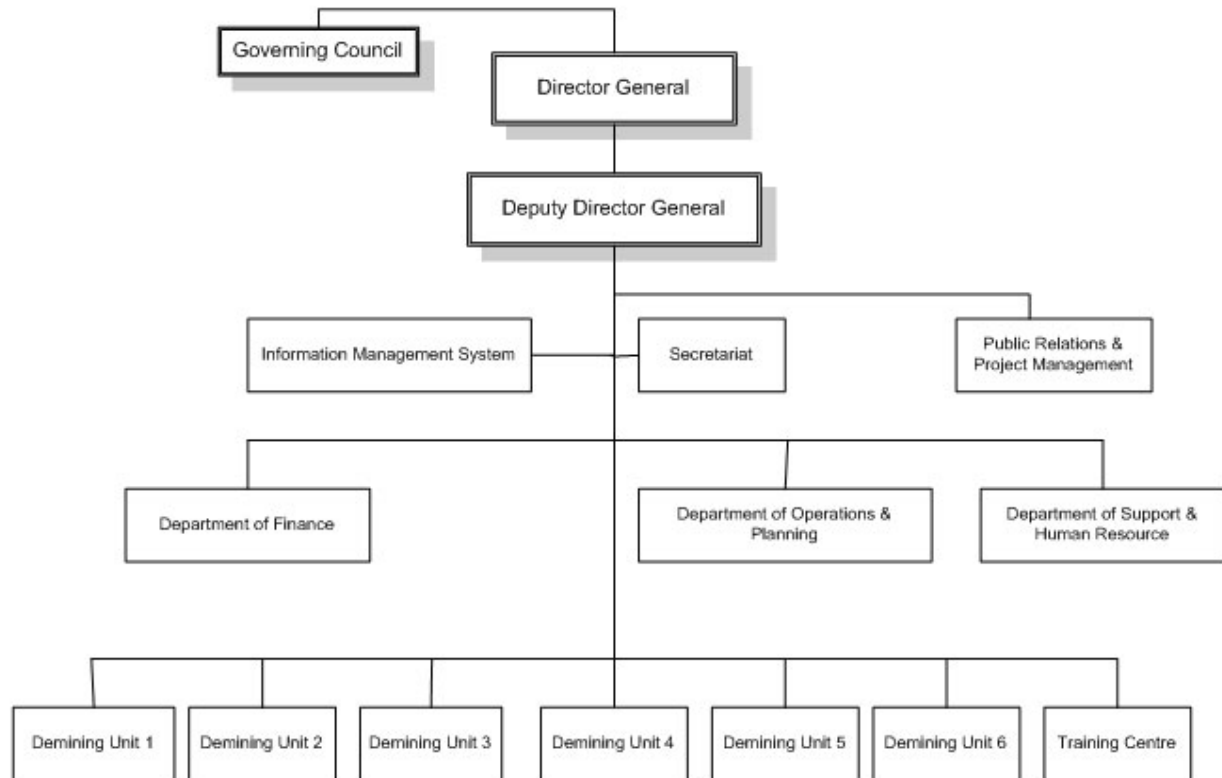 Governing Council
Director General
Deputy Director General
Information Management System
Secretariat
Public Relations &
Project Management
Department of Finance
Department of Operations &
Planning
Department of Support &
Human Resource
Demining Unit 1
Demining Unit 2
Demining Unit 3
Demining Unit 4
Demining Unit 5
Demining Unit 6
Training Centre